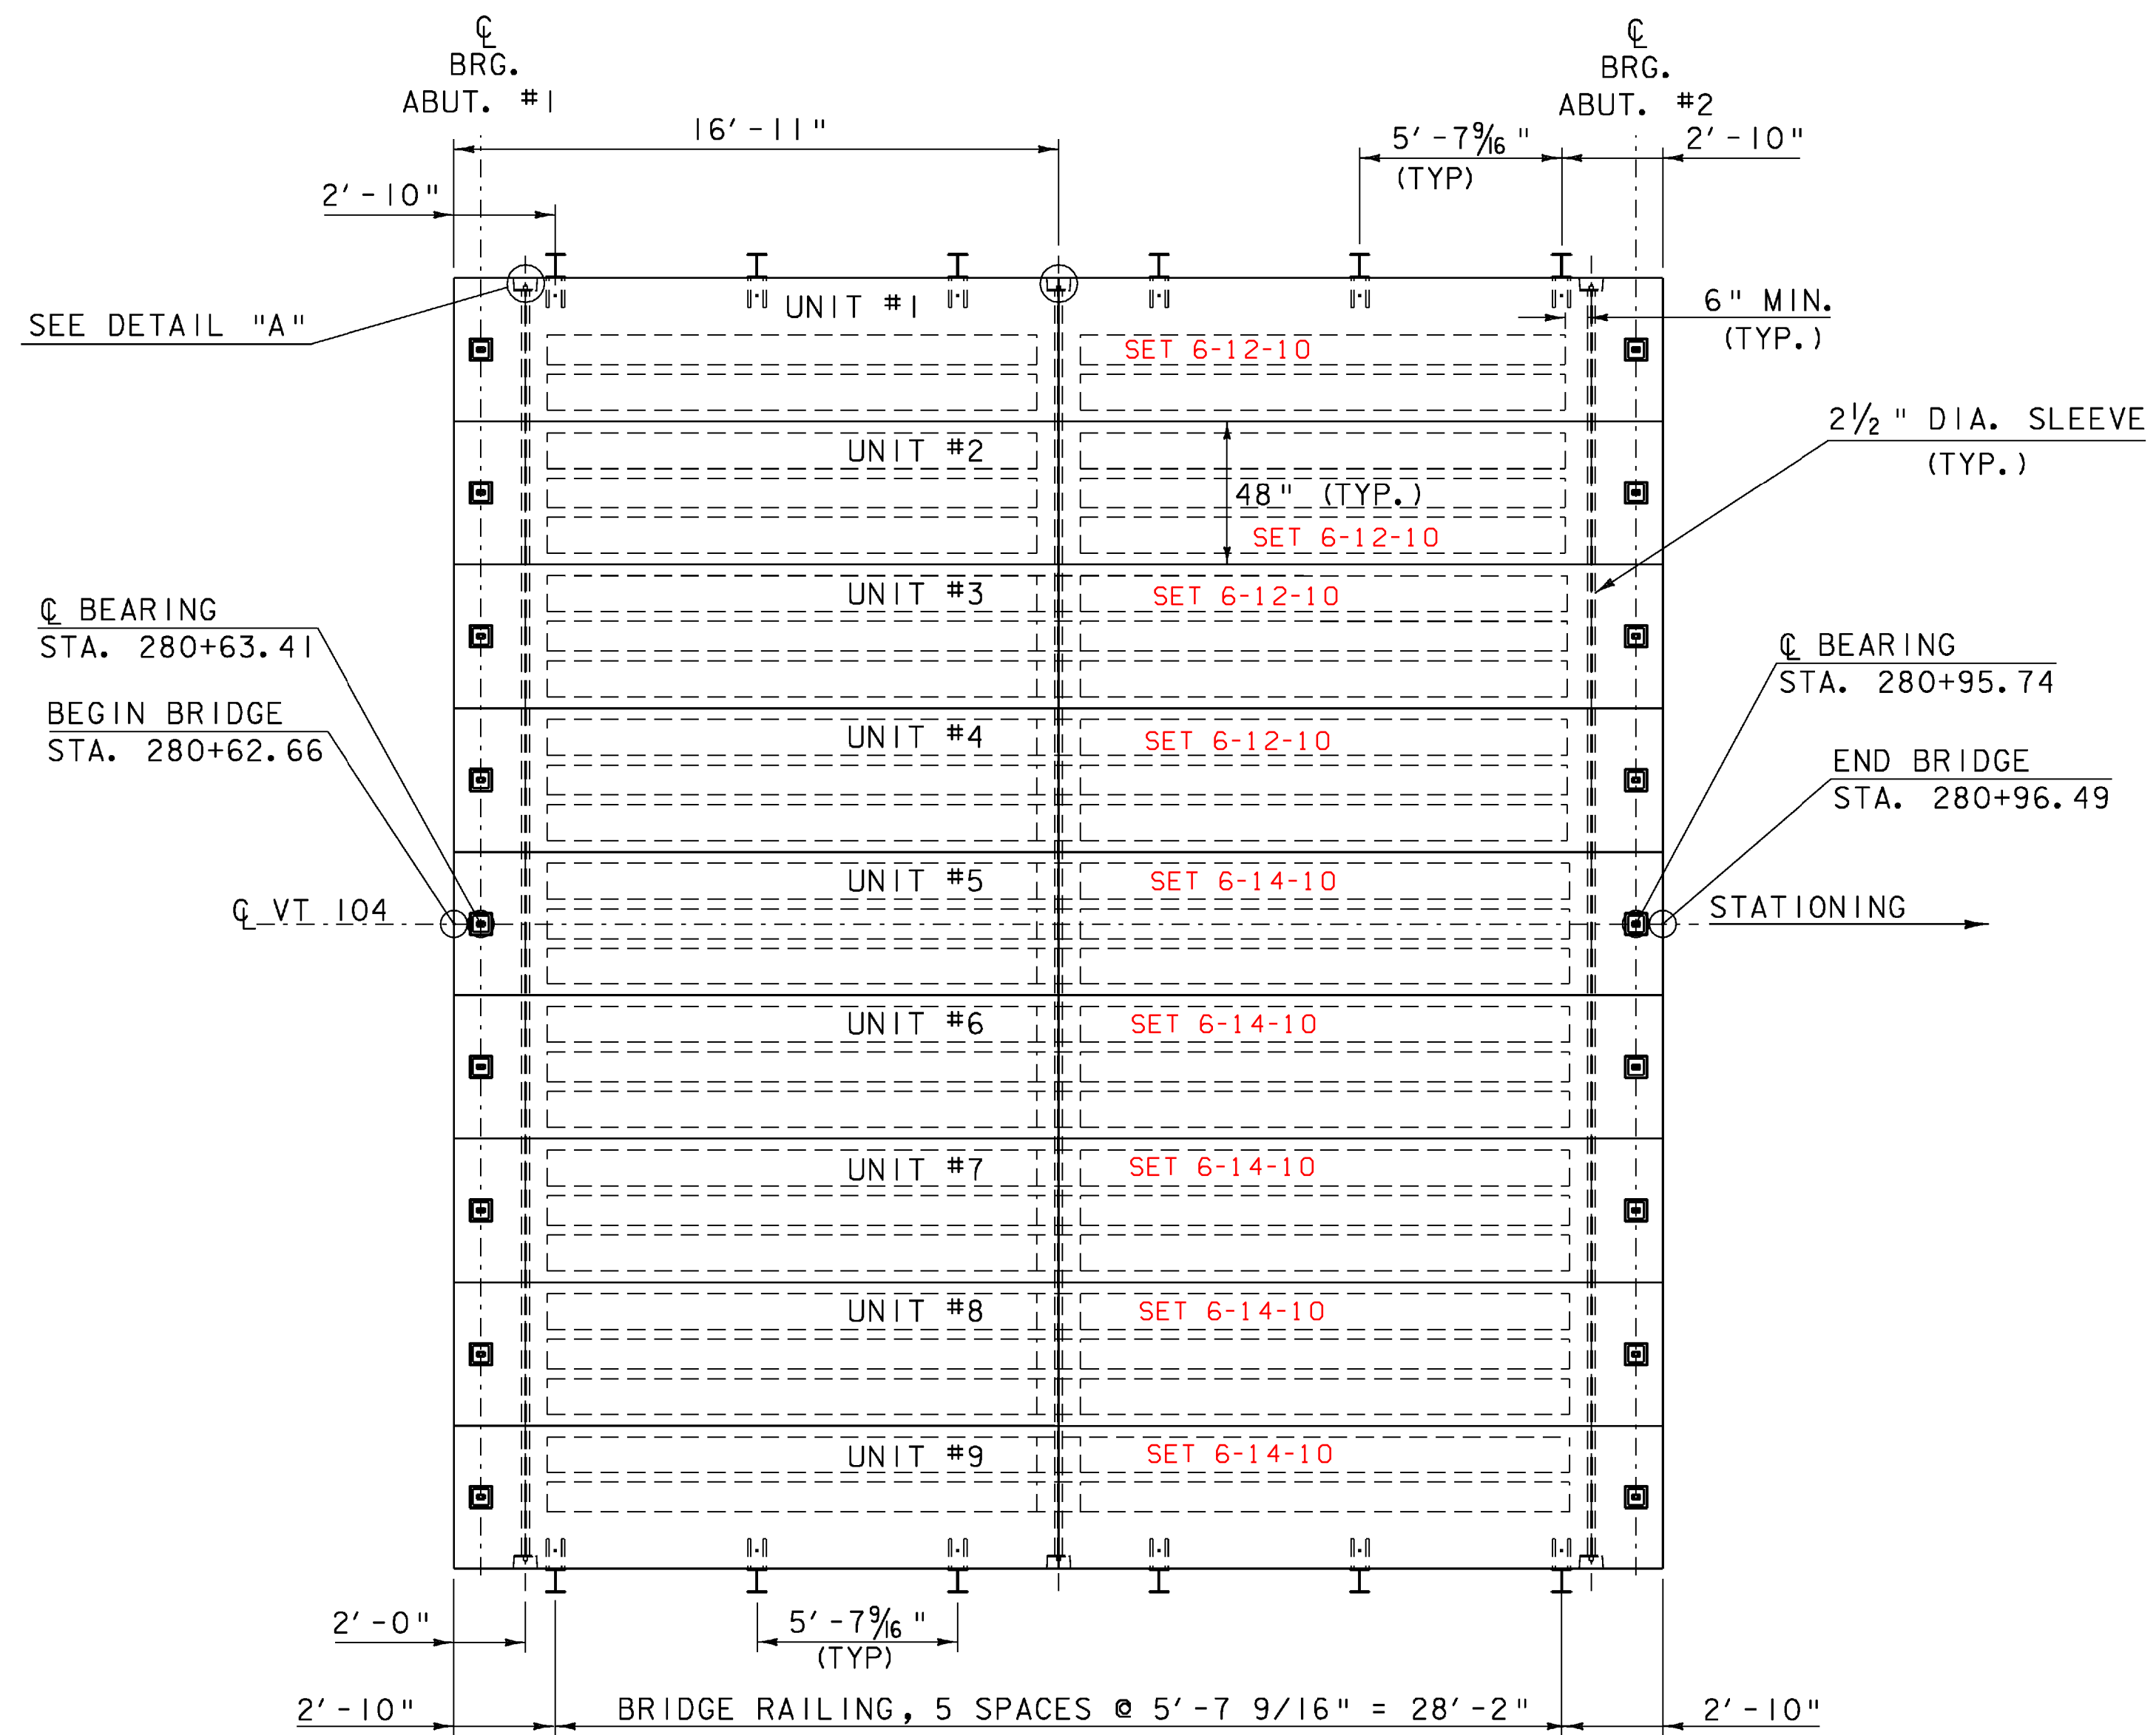 ℄
BRG.
ABUT. #1
℄
BRG.
ABUT. #2
16'-11"
5'-7 9/16"
(TYP)
2'-10"
2'-10"
SEE DETAIL "A"
UNIT #1
6" MIN.
(TYP.)
SET 6-12-10
2 1/2" DIA. SLEEVE
(TYP.)
UNIT #2
48" (TYP.)
SET 6-12-10
UNIT #3
SET 6-12-10
℄ BEARING
STA. 280+63.41
℄ BEARING
STA. 280+95.74
BEGIN BRIDGE
STA. 280+62.66
UNIT #4
SET 6-12-10
END BRIDGE
STA. 280+96.49
UNIT #5
SET 6-14-10
℄ VT 104
STATIONING
UNIT #6
SET 6-14-10
UNIT #7
SET 6-14-10
UNIT #8
SET 6-14-10
UNIT #9
SET 6-14-10
2'-0"
5'-7 9/16"
(TYP)
2'-10"
BRIDGE RAILING, 5 SPACES @ 5'-7 9/16" = 28'-2"
2'-10"